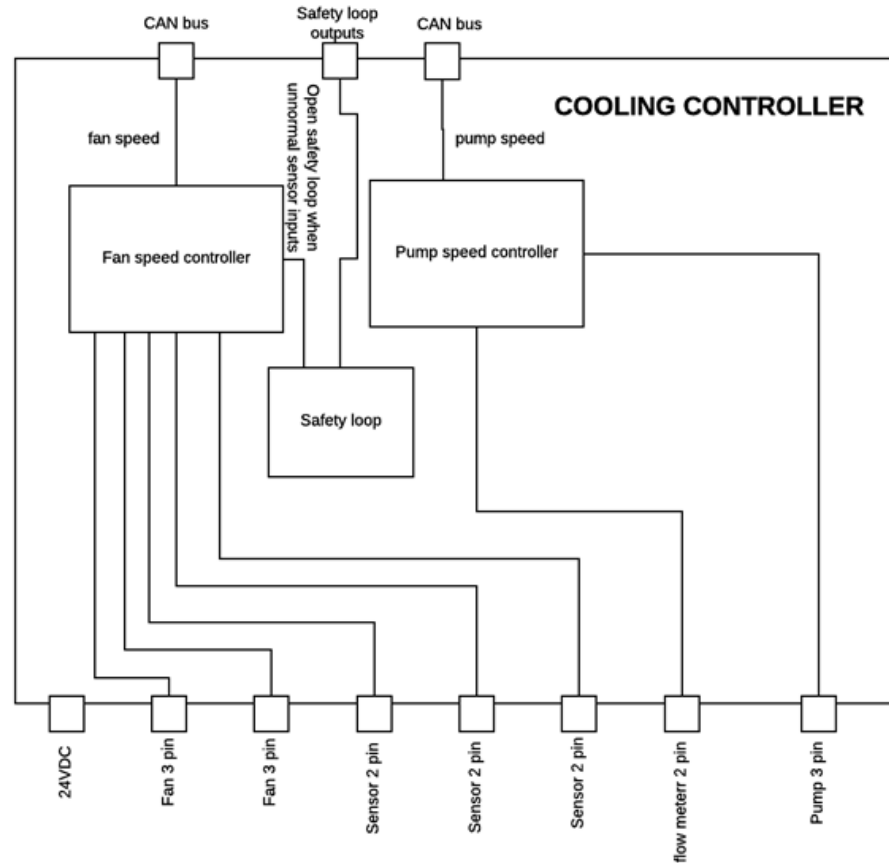 CAN bus
Safety loop
outputs
CAN bus
COOLING CONTROLLER
fan speed
Open safety loop when
unnormal sensor inputs
pump speed
Fan speed controller
Pump speed controller
Safety loop
24VDC
Fan 3 pin
Fan 3 pin
Sensor 2 pin
Sensor 2 pin
Sensor 2 pin
flow meterr 2 pin
Pump 3 pin